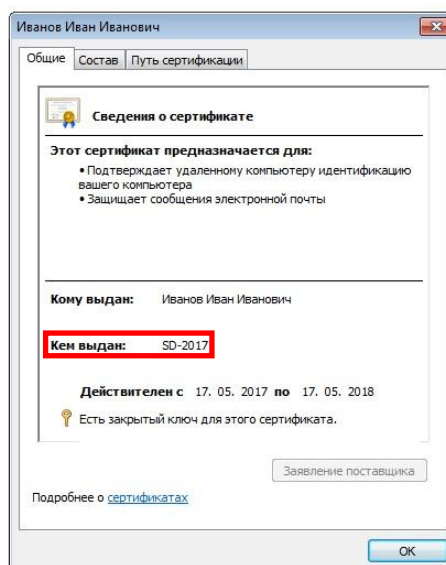 Иванов Иван Иванович
Общие Состав Путь сертификации
Сведения о сертификате
Этот сертификат предназначается для:
• Подтверждает удаленному компьютеру идентификацию
вашего компьютера
• Защищает сообщения электронной почты
Кому выдан: Иванов Иван Иванович
Кем выдан: SD-2017
Действителен с 17. 05. 2017 по 17. 05. 2018
Есть закрытый ключ для этого сертификата.
Заявление поставщика
Подробнее о сертификатах
ОК